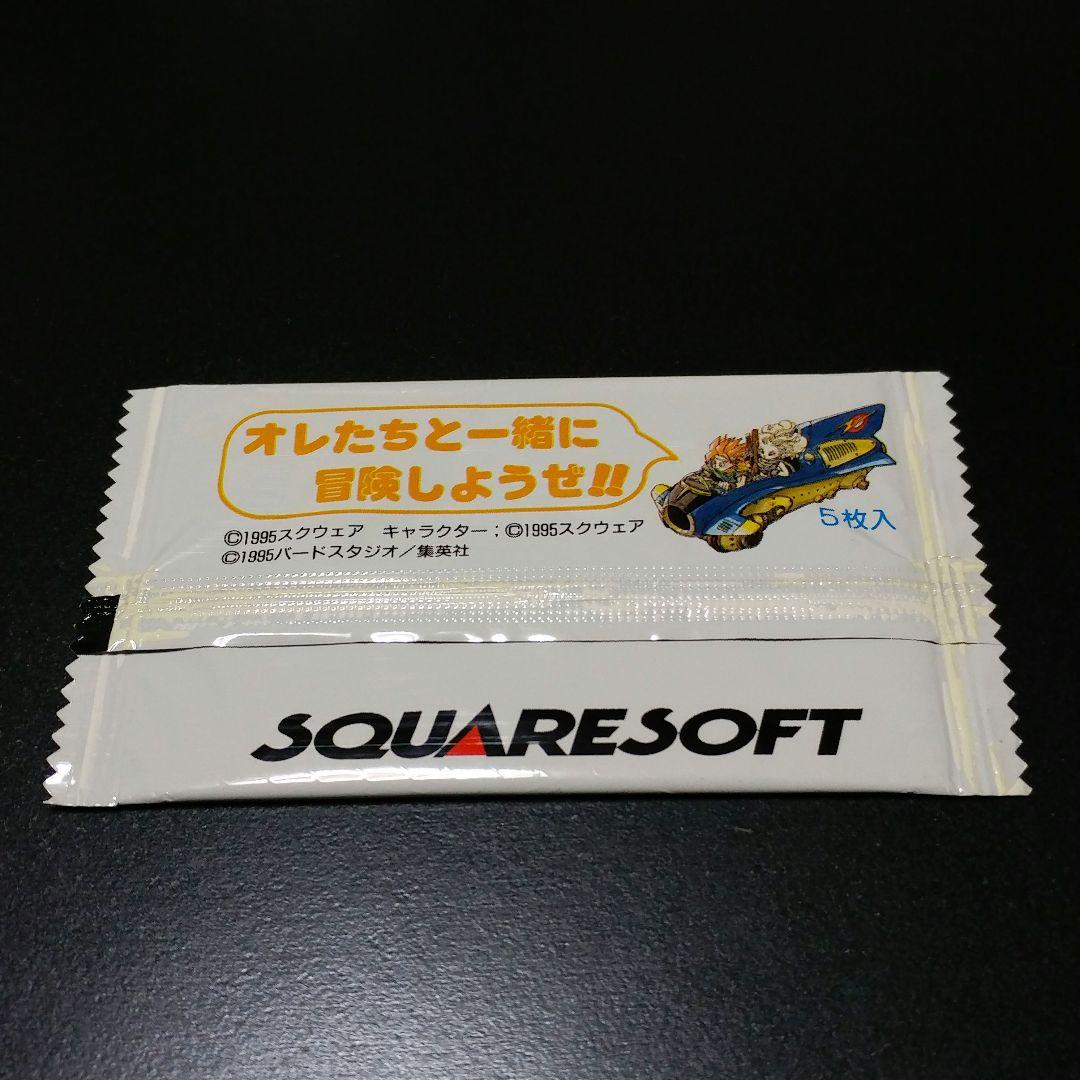 オレたちと一緒に
冒険しようぜ!!
©1995スクウェア　キャラクター；©1995スクウェア
©1995バードスタジオ／集英社
5枚入
SQUARESOFT